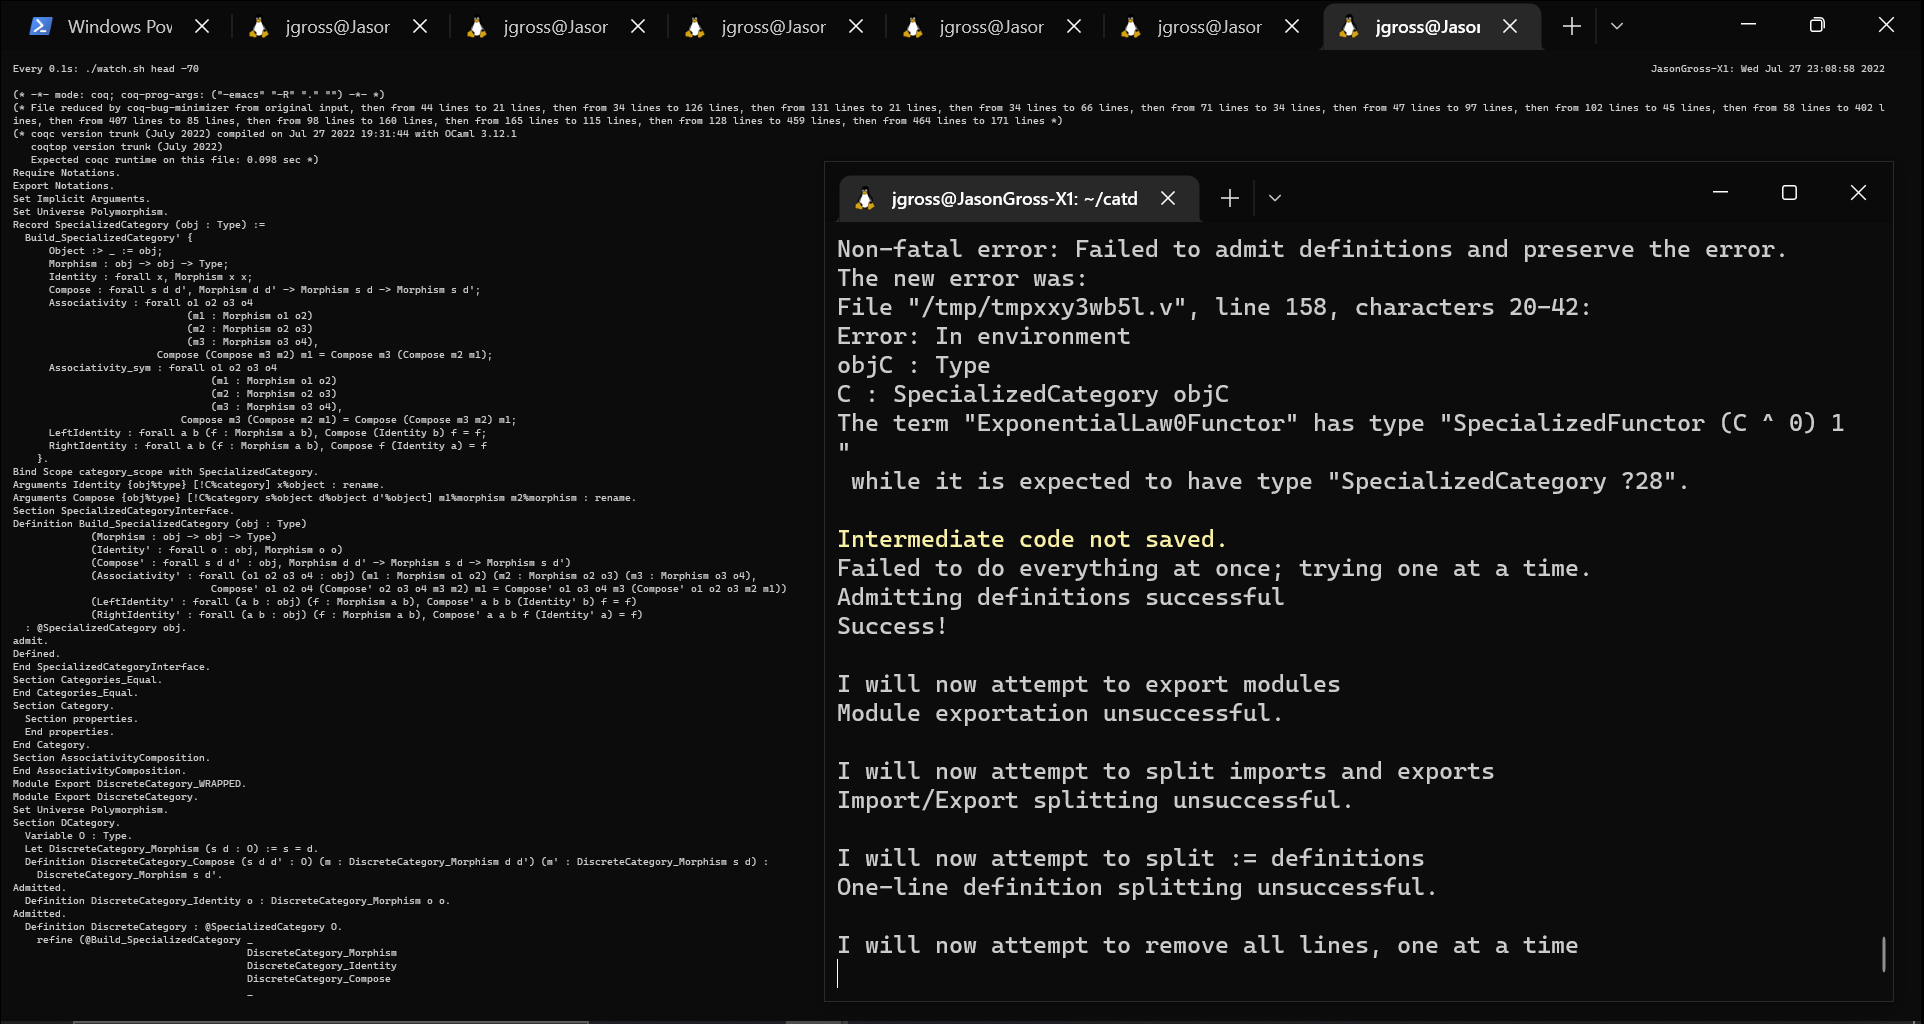 Windows Pov
jgross@Jasor
jgross@Jasor
jgross@Jasor
jgross@Jasor
jgross@Jasor
jgross@Jasor
Every 0.1s: ./watch.sh head -70
JasonGross-X1: Wed Jul 27 23:08:58 2022
(* -*- mode: coq; coq-prog-args: ("-emacs" "-R" "." "") -*- *)
(* File reduced by coq-bug-minimizer from original input, then from 44 lines to 21 lines, then from 34 lines to 126 lines, then from 131 lines to 21 lines, then from 34 lines to 66 lines, then from 71 lines to 34 lines, then from 47 lines to 97 lines, then from 102 lines to 45 lines, then from 58 lines to 402 l
ines, then from 407 lines to 85 lines, then from 98 lines to 160 lines, then from 165 lines to 115 lines, then from 128 lines to 459 lines, then from 464 lines to 171 lines *)
(* coqc version trunk (July 2022) compiled on Jul 27 2022 19:31:44 with OCaml 3.12.1
   coqtop version trunk (July 2022)
   Expected coqc runtime on this file: 0.098 sec *)
Require Notations.
Export Notations.
Set Implicit Arguments.
Set Universe Polymorphism.
Record SpecializedCategory (obj : Type) :=
  Build_SpecializedCategory' {
      Object :> _ := obj;
      Morphism : obj -> obj -> Type;
      Identity : forall x, Morphism x x;
      Compose : forall s d d', Morphism d d' -> Morphism s d -> Morphism s d';
      Associativity : forall o1 o2 o3 o4
                             (m1 : Morphism o1 o2)
                             (m2 : Morphism o2 o3)
                             (m3 : Morphism o3 o4),
                        Compose (Compose m3 m2) m1 = Compose m3 (Compose m2 m1);
      Associativity_sym : forall o1 o2 o3 o4
                                 (m1 : Morphism o1 o2)
                                 (m2 : Morphism o2 o3)
                                 (m3 : Morphism o3 o4),
                            Compose m3 (Compose m2 m1) = Compose (Compose m3 m2) m1;
      LeftIdentity : forall a b (f : Morphism a b), Compose (Identity b) f = f;
      RightIdentity : forall a b (f : Morphism a b), Compose f (Identity a) = f
    }.
Bind Scope category_scope with SpecializedCategory.
Arguments Identity {obj%type} [!C%category] x%object : rename.
Arguments Compose {obj%type} [!C%category s%object d%object d'%object] m1%morphism m2%morphism : rename.
Section SpecializedCategoryInterface.
Definition Build_SpecializedCategory (obj : Type)
             (Morphism : obj -> obj -> Type)
             (Identity' : forall o : obj, Morphism o o)
             (Compose' : forall s d d' : obj, Morphism d d' -> Morphism s d -> Morphism s d')
             (Associativity' : forall (o1 o2 o3 o4 : obj) (m1 : Morphism o1 o2) (m2 : Morphism o2 o3) (m3 : Morphism o3 o4),
                                 Compose' o1 o2 o4 (Compose' o2 o3 o4 m3 m2) m1 = Compose' o1 o3 o4 m3 (Compose' o1 o2 o3 m2 m1))
             (LeftIdentity' : forall (a b : obj) (f : Morphism a b), Compose' a b b (Identity' b) f = f)
             (RightIdentity' : forall (a b : obj) (f : Morphism a b), Compose' a a b f (Identity' a) = f)
  : @SpecializedCategory obj.
admit.
Defined.
End SpecializedCategoryInterface.
Section Categories_Equal.
End Categories_Equal.
Section Category.
  Section properties.
  End properties.
End Category.
Section AssociativityComposition.
End AssociativityComposition.
Module Export DiscreteCategory_WRAPPED.
Module Export DiscreteCategory.
Set Universe Polymorphism.
Section DCategory.
  Variable O : Type.
  Let DiscreteCategory_Morphism (s d : O) := s = d.
  Definition DiscreteCategory_Compose (s d d' : O) (m : DiscreteCategory_Morphism d d') (m' : DiscreteCategory_Morphism s d) :
    DiscreteCategory_Morphism s d'.
Admitted.
  Definition DiscreteCategory_Identity o : DiscreteCategory_Morphism o o.
Admitted.
  Definition DiscreteCategory : @SpecializedCategory O.
    refine (@Build_SpecializedCategory _
                                       DiscreteCategory_Morphism
                                       DiscreteCategory_Identity
                                       DiscreteCategory_Compose
                                       _
jgross@JasonGross-X1: ~/catd
Non-fatal error: Failed to admit definitions and preserve the error.
The new error was:
File "/tmp/tmpxxy3wb5l.v", line 158, characters 20-42:
Error: In environment
objC : Type
C : SpecializedCategory objC
The term "ExponentialLaw0Functor" has type "SpecializedFunctor (C ^ 0) 1
"
 while it is expected to have type "SpecializedCategory ?28".
Intermediate code not saved.
Failed to do everything at once; trying one at a time.
Admitting definitions successful
Success!
I will now attempt to export modules
Module exportation unsuccessful.
I will now attempt to split imports and exports
Import/Export splitting unsuccessful.
I will now attempt to split := definitions
One-line definition splitting unsuccessful.
I will now attempt to remove all lines, one at a time